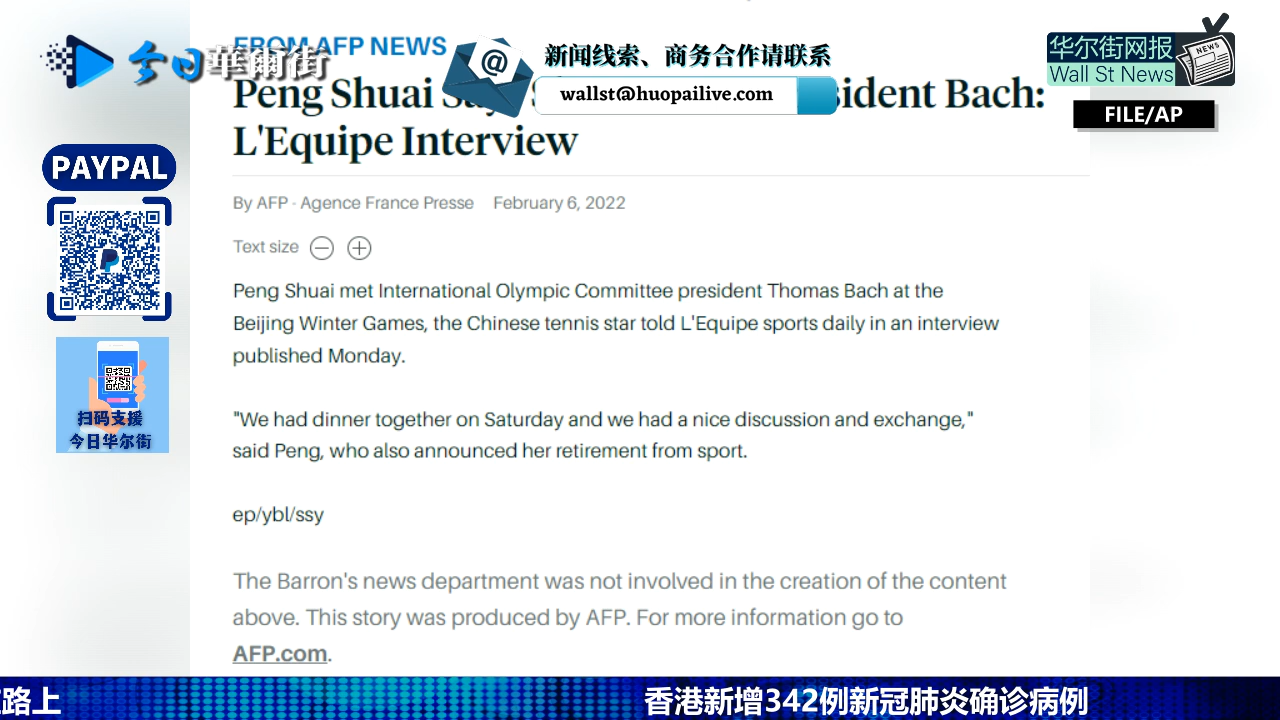 FROM AFP NEWS
今日華爾街
新闻线索、商务合作请联系
wallst@huopailive.com
华尔街网报
Wall St News
NEWS
FILE/AP
Peng Shuai Says
ident Bach:
L'Equipe Interview
PAYPAL
By AFP - Agence France Presse February 6, 2022
Text size
Peng Shuai met International Olympic Committee president Thomas Bach at the
Beijing Winter Games, the Chinese tennis star told L'Equipe sports daily in an interview
published Monday.
"We had dinner together on Saturday and we had a nice discussion and exchange,"
said Peng, who also announced her retirement from sport.
扫码支援
今日华尔街
ep/ybl/ssy
The Barron's news department was not involved in the creation of the content
above. This story was produced by AFP. For more information go to
AFP.com.
路上
香港新增342例新冠肺炎确诊病例